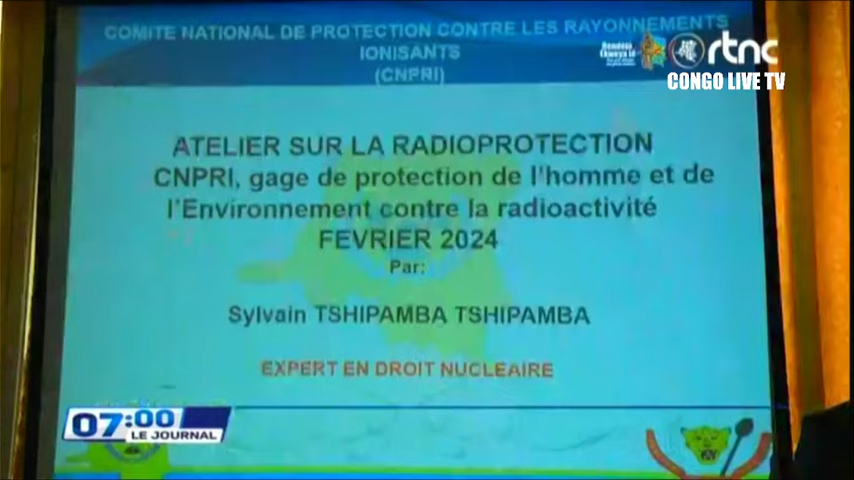 COMITE NATIONAL DE PROTECTION CONTRE LES RAYONNEMENTS
IONISANTS
(CNPRI)
rtnc
CONGO LIVE TV
ATELIER SUR LA RADIOPROTECTION
CNPRI, gage de protection de l'homme et de
l'Environnement contre la radioactivité
FEVRIER 2024
Par:
Sylvain TSHIPAMBA TSHIPAMBA
EXPERT EN DROIT NUCLEAIRE
07:00
LE JOURNAL